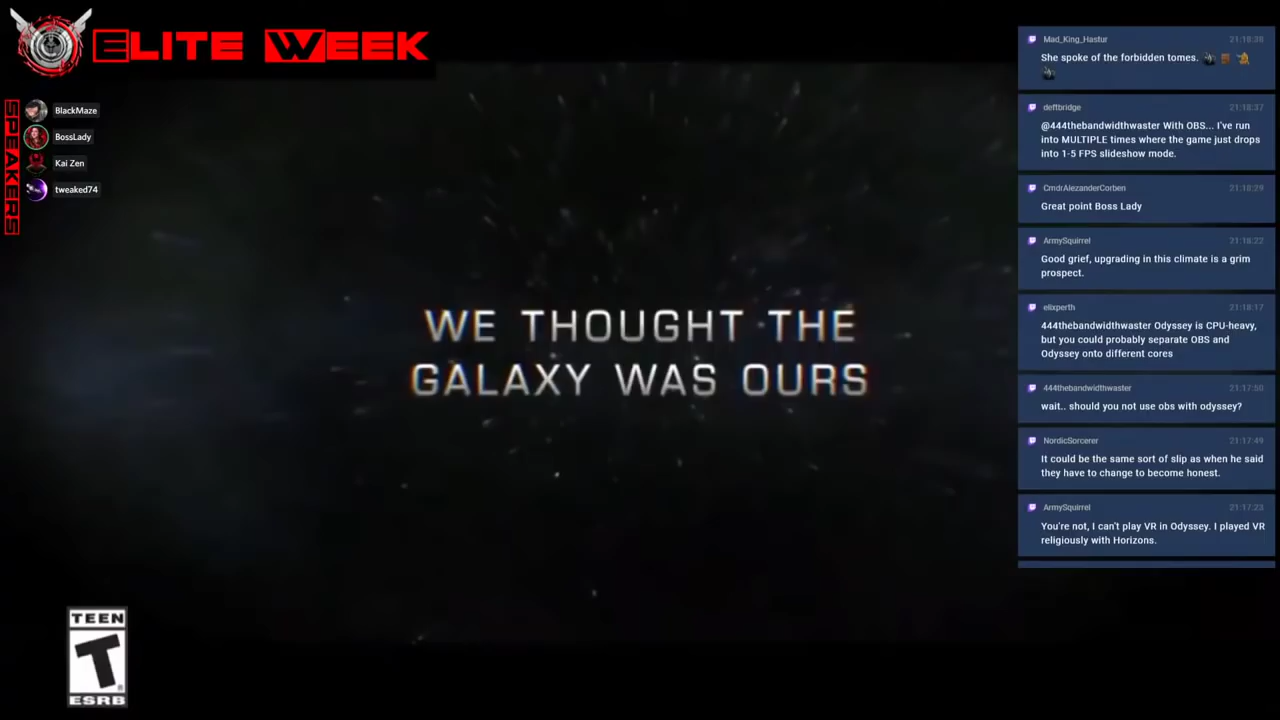 ELITE WEEK
SPEAKERS
BlackMaze
BossLady
Kai Zen
tweaked74
WE THOUGHT THE
GALAXY WAS OURS
TEEN
T
ESRB
Mad_King_Hastur 21:18:38
She spoke of the forbidden tomes.
deftbridge 21:18:37
@444thebandwidthwaster With OBS... I've run
into MULTIPLE times where the game just drops
into 1-5 FPS slideshow mode.
CmdrAlezanderCorben 21:18:29
Great point Boss Lady
ArmySquirrel 21:18:22
Good grief, upgrading in this climate is a grim
prospect.
elixperth 21:18:17
444thebandwidthwaster Odyssey is CPU-heavy,
but you could probably separate OBS and
Odyssey onto different cores
444thebandwidthwaster 21:17:50
wait.. should you not use obs with odyssey?
NordicSorcerer 21:17:49
It could be the same sort of slip as when he said
they have to change to become honest.
ArmySquirrel 21:17:23
You're not, I can't play VR in Odyssey. I played VR
religiously with Horizons.